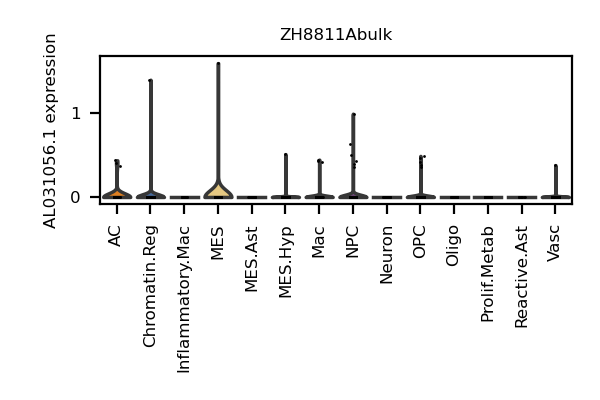 ZH8811Abulk
AL031056.1 expression
1
0
AC
Chromatin.Reg
Inflammatory.Mac
MES
MES.Ast
MES.Hyp
Mac
NPC
Neuron
OPC
Oligo
Prolif.Metab
Reactive.Ast
Vasc